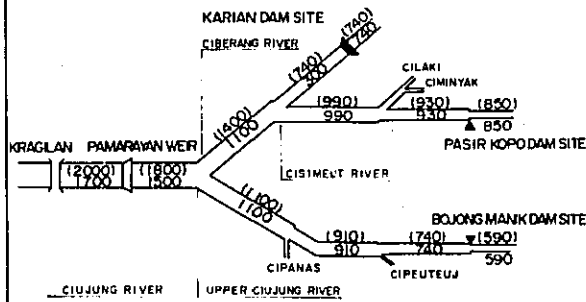 KARIAN DAM SITE
CIBERANG RIVER
(740)
740
(740)
300
CILAKI
CIMINYAK
(1400)
1100
(990)
990
(930)
930
(850)
850
PASIR KOPO DAM SITE
KRAGILAN
PAMARAYAN WEIR
(2000)
1700
(1800)
1500
CISIMEUT RIVER
(1100)
1100
BOJONG MANIK DAM SITE
(910)
910
(740)
740
(590)
590
CIPANAS
CIPEUTEUJ
CIUJUNG RIVER
UPPER CIUJUNG RIVER